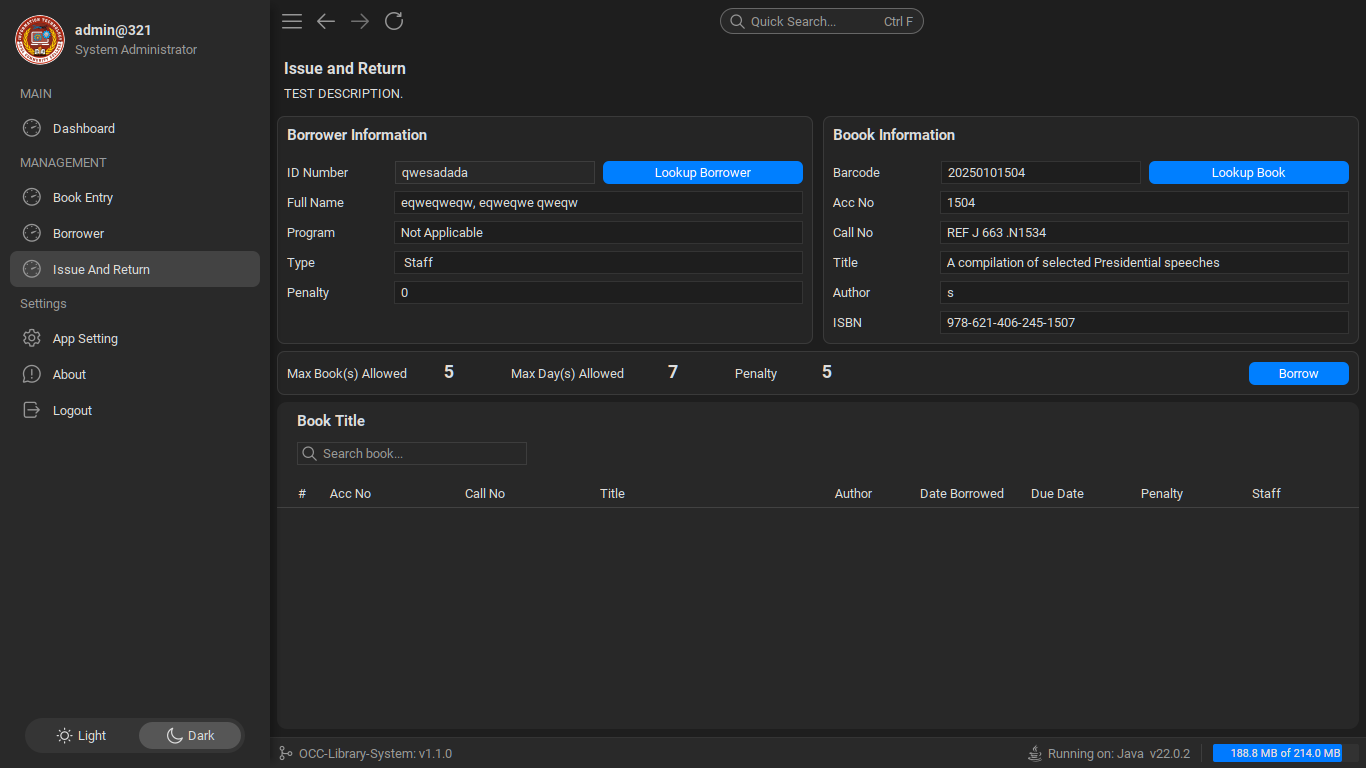 admin@321
System Administrator
MAIN
Dashboard
MANAGEMENT
Book Entry
Borrower
Issue And Return
Settings
App Setting
About
Logout
Light
Dark
Quick Search...
Ctrl F
Issue and Return
TEST DESCRIPTION.
Borrower Information
ID Number
qwesadada
Lookup Borrower
Full Name
eqweqweqw, eqweqwe qweqw
Program
Not Applicable
Type
Staff
Penalty
0
Boook Information
Barcode
20250101504
Lookup Book
Acc No
1504
Call No
REF J 663 .N1534
Title
A compilation of selected Presidential speeches
Author
s
ISBN
978-621-406-245-1507
Max Book(s) Allowed
5
Max Day(s) Allowed
7
Penalty
5
Borrow
Book Title
Search book...
# Acc No Call No Title Author Date Borrowed Due Date Penalty Staff
OCC-Library-System: v1.1.0
Running on: Java v22.0.2
188.8 MB of 214.0 MB